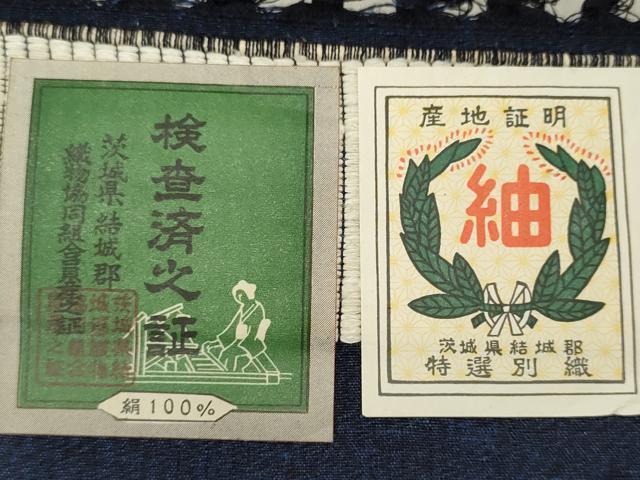 検査済之証
茨城県結城郡
織物協同組合員之証
絹100%
産地証明
紬
茨城県結城郡
特選別織